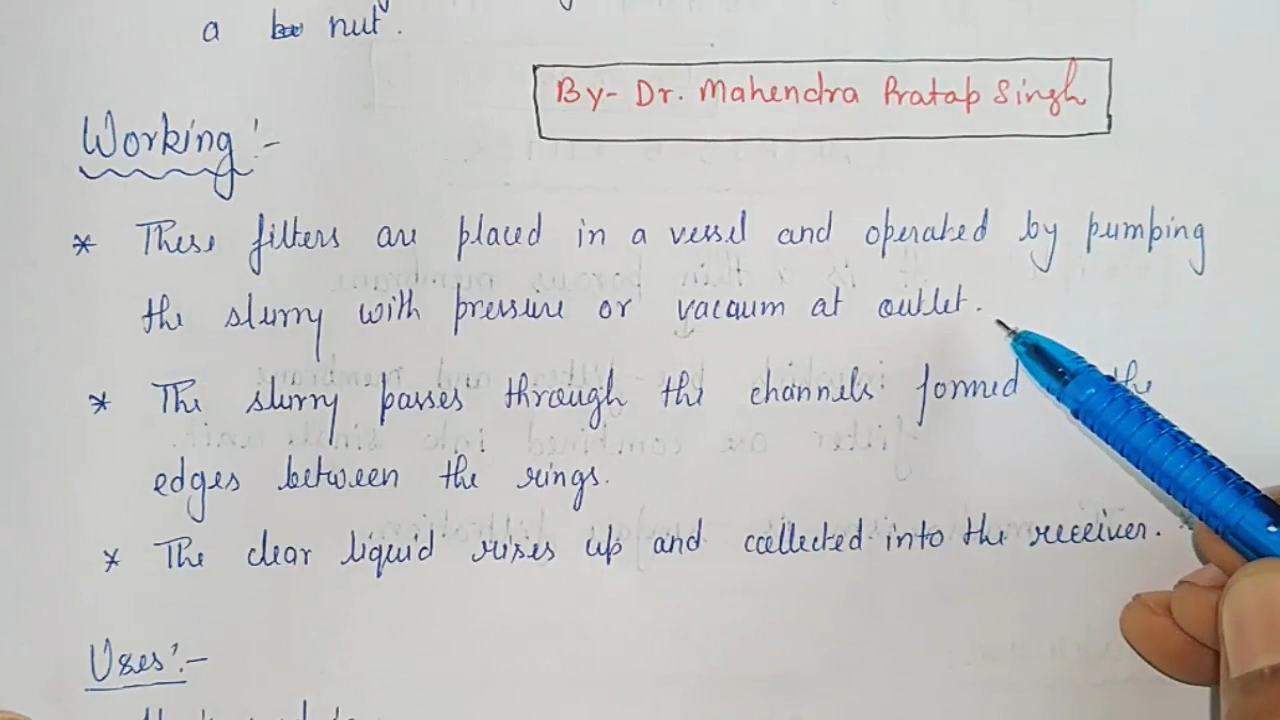 a nut.
By- Dr. Mahendra Pratap Singh
Working :-
* These filters are placed in a vessel and operated by pumping
the slurry with pressure or vacuum at outlet.
* The slurry passes through the channels formed the
edges between the rings.
* The clear liquid rises up and collected into the receiver.
Uses :-